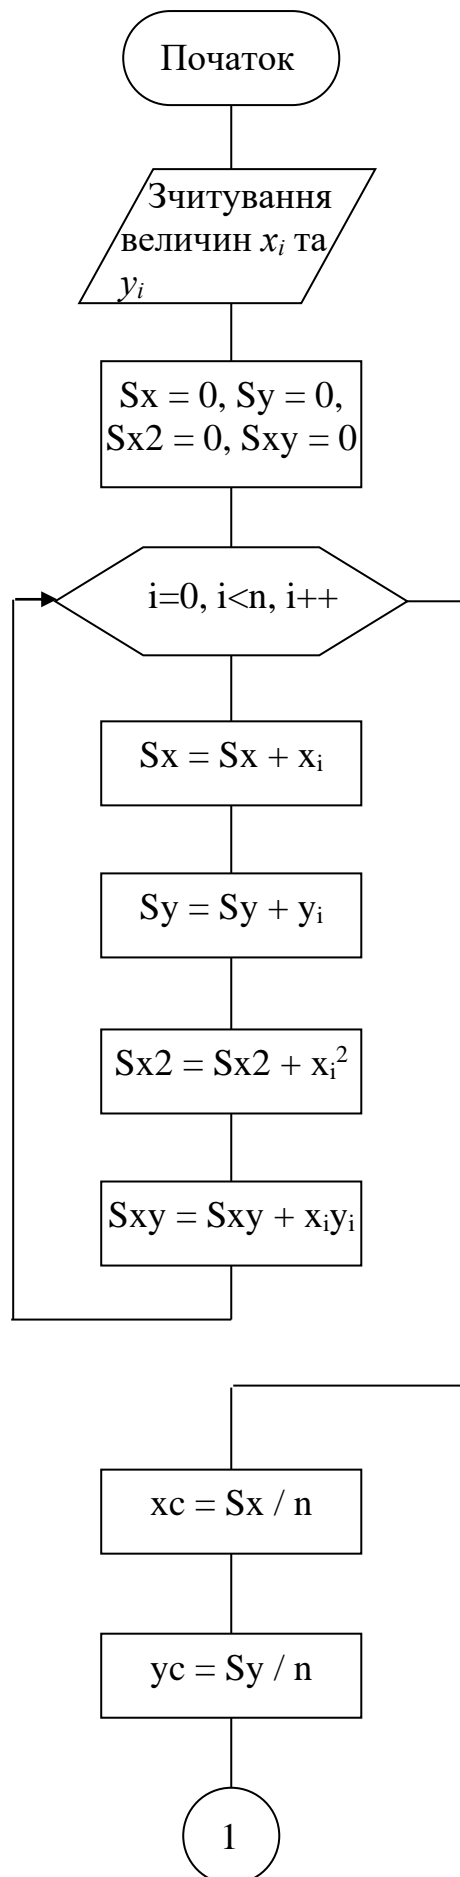 Початок
Зчитування
величин xᵢ та
yᵢ
Sx = 0, Sy = 0,
Sx2 = 0, Sxy = 0
i=0, i<n, i++
Sx = Sx + xᵢ
Sy = Sy + yᵢ
Sx2 = Sx2 + xᵢ²
Sxy = Sxy + xᵢyᵢ
xc = Sx / n
yc = Sy / n
1